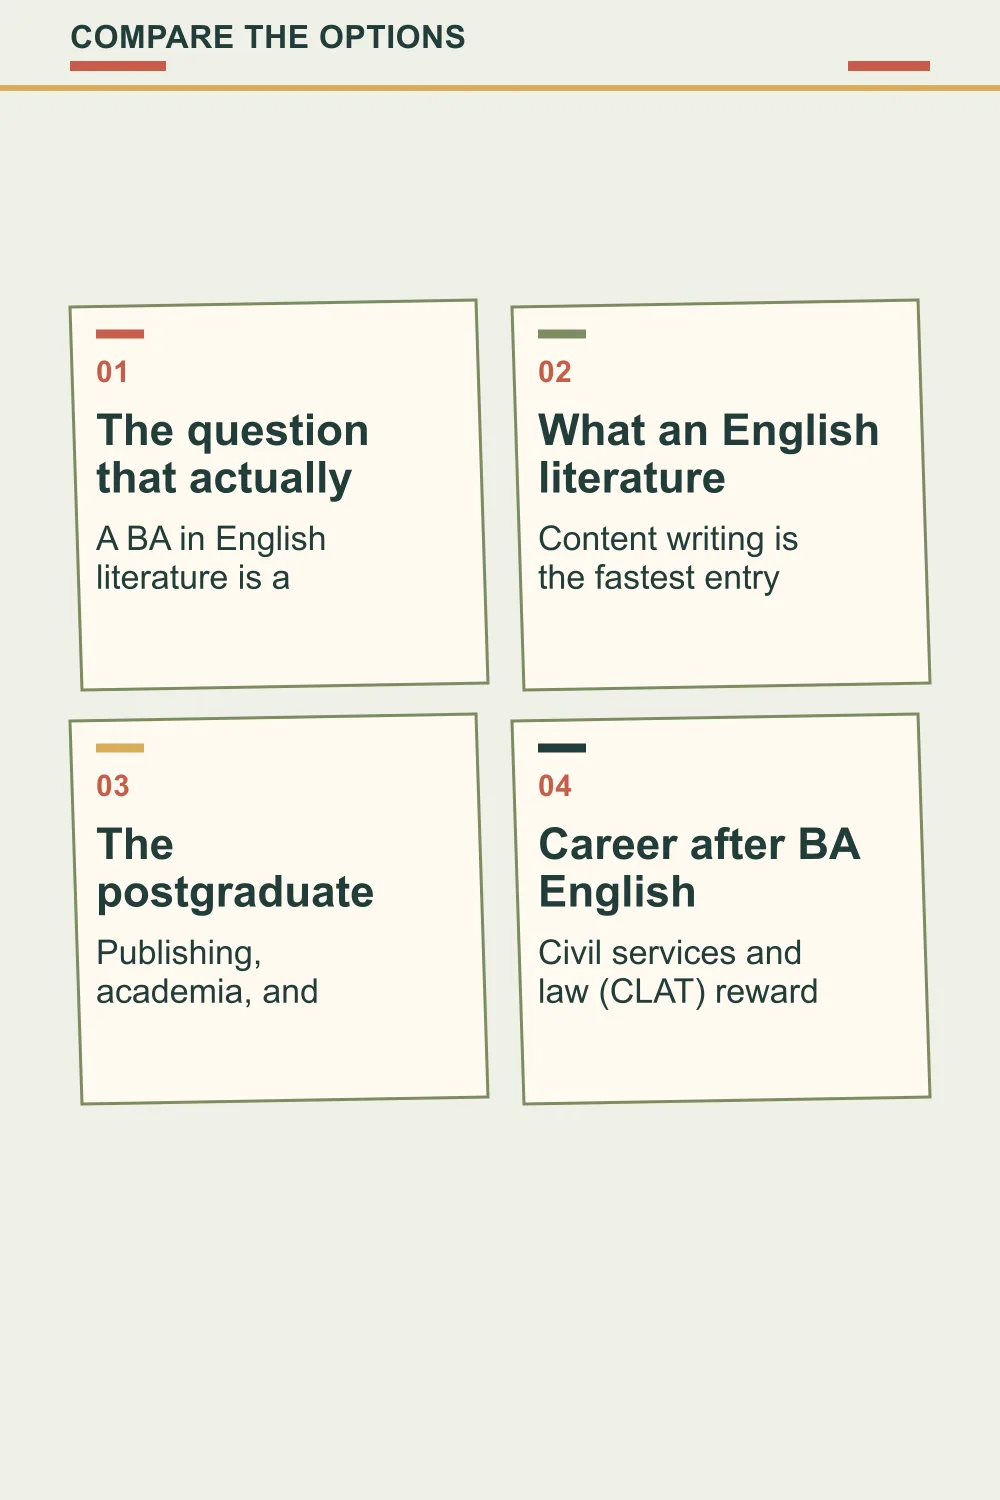 COMPARE THE OPTIONS
01
The question
that actually
A BA in English
literature is a
02
What an English
literature
Content writing is
the fastest entry
03
The
postgraduate
Publishing,
academia, and
04
Career after BA
English
Civil services and
law (CLAT) reward